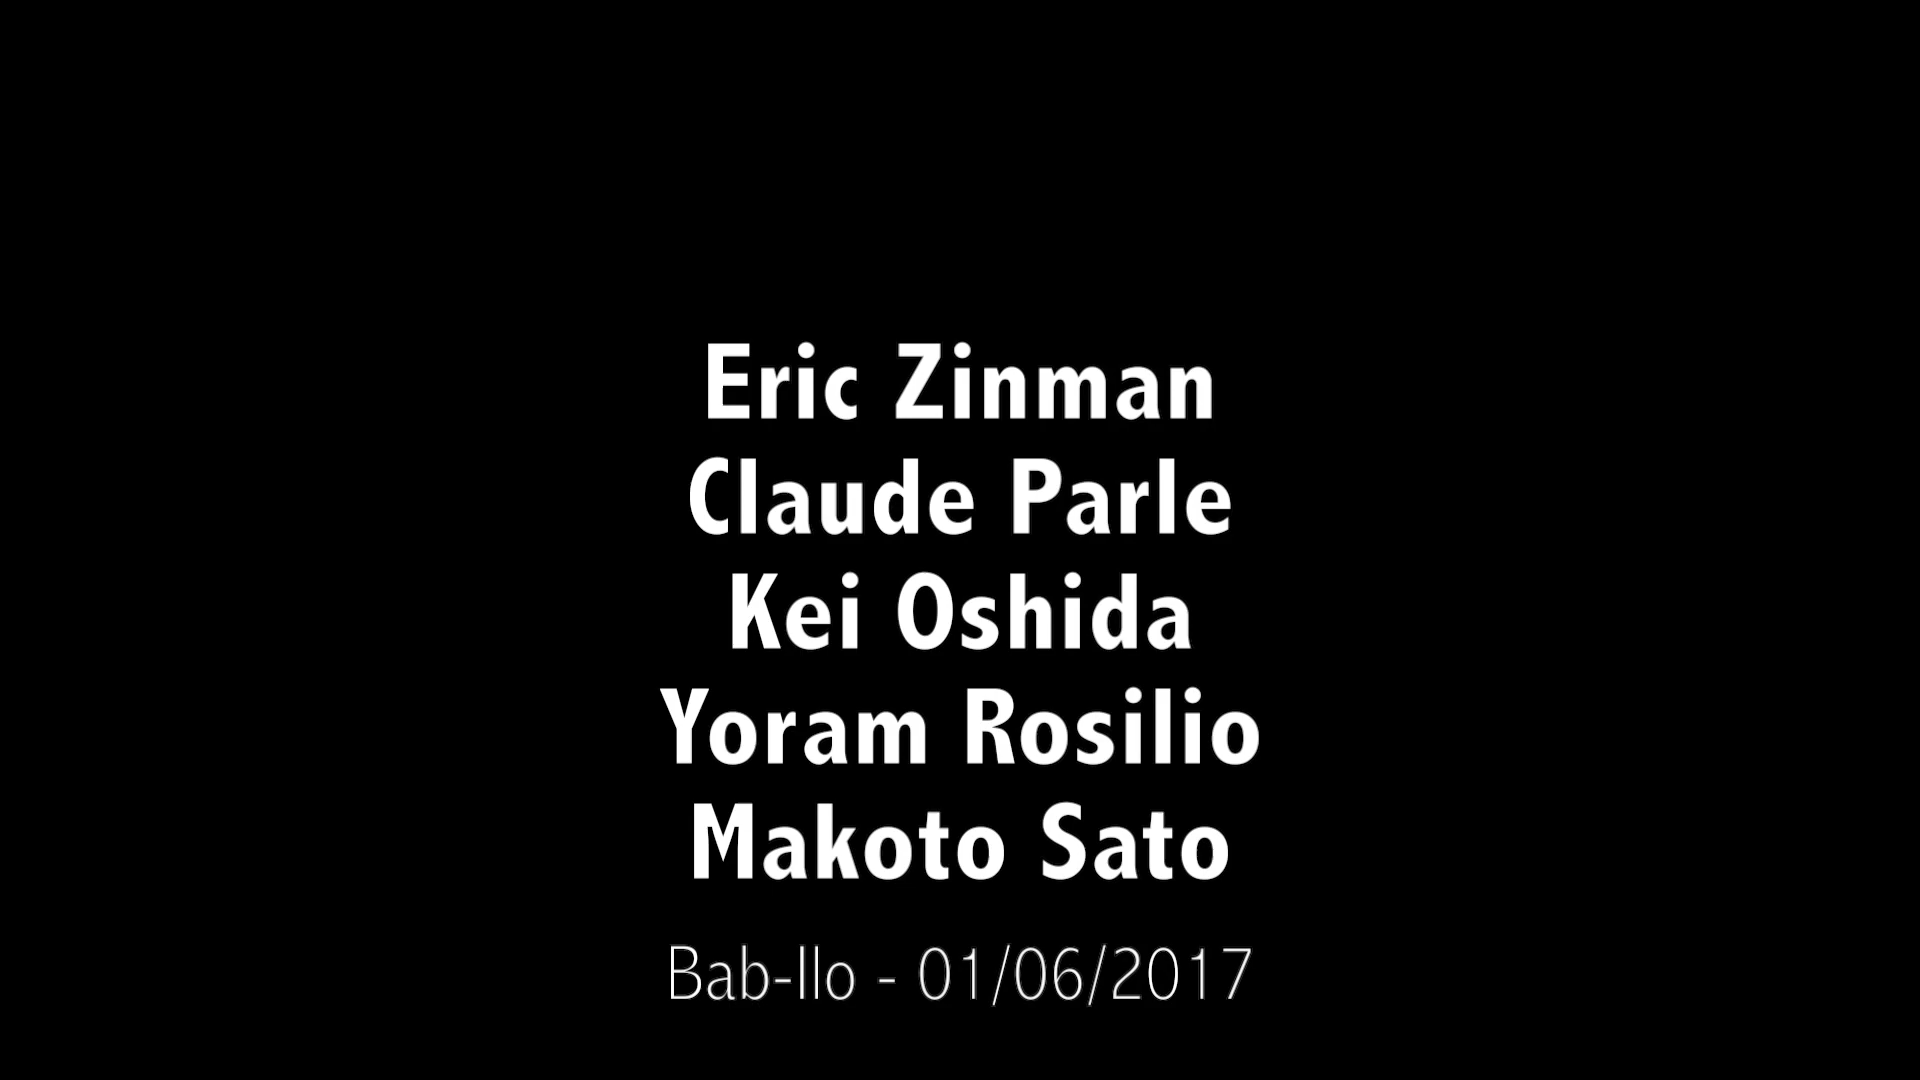 Eric Zinman
Claude Parle
Kei Oshida
Yoram Rosilio
Makoto Sato
Bab-Ilo - 01/06/2017